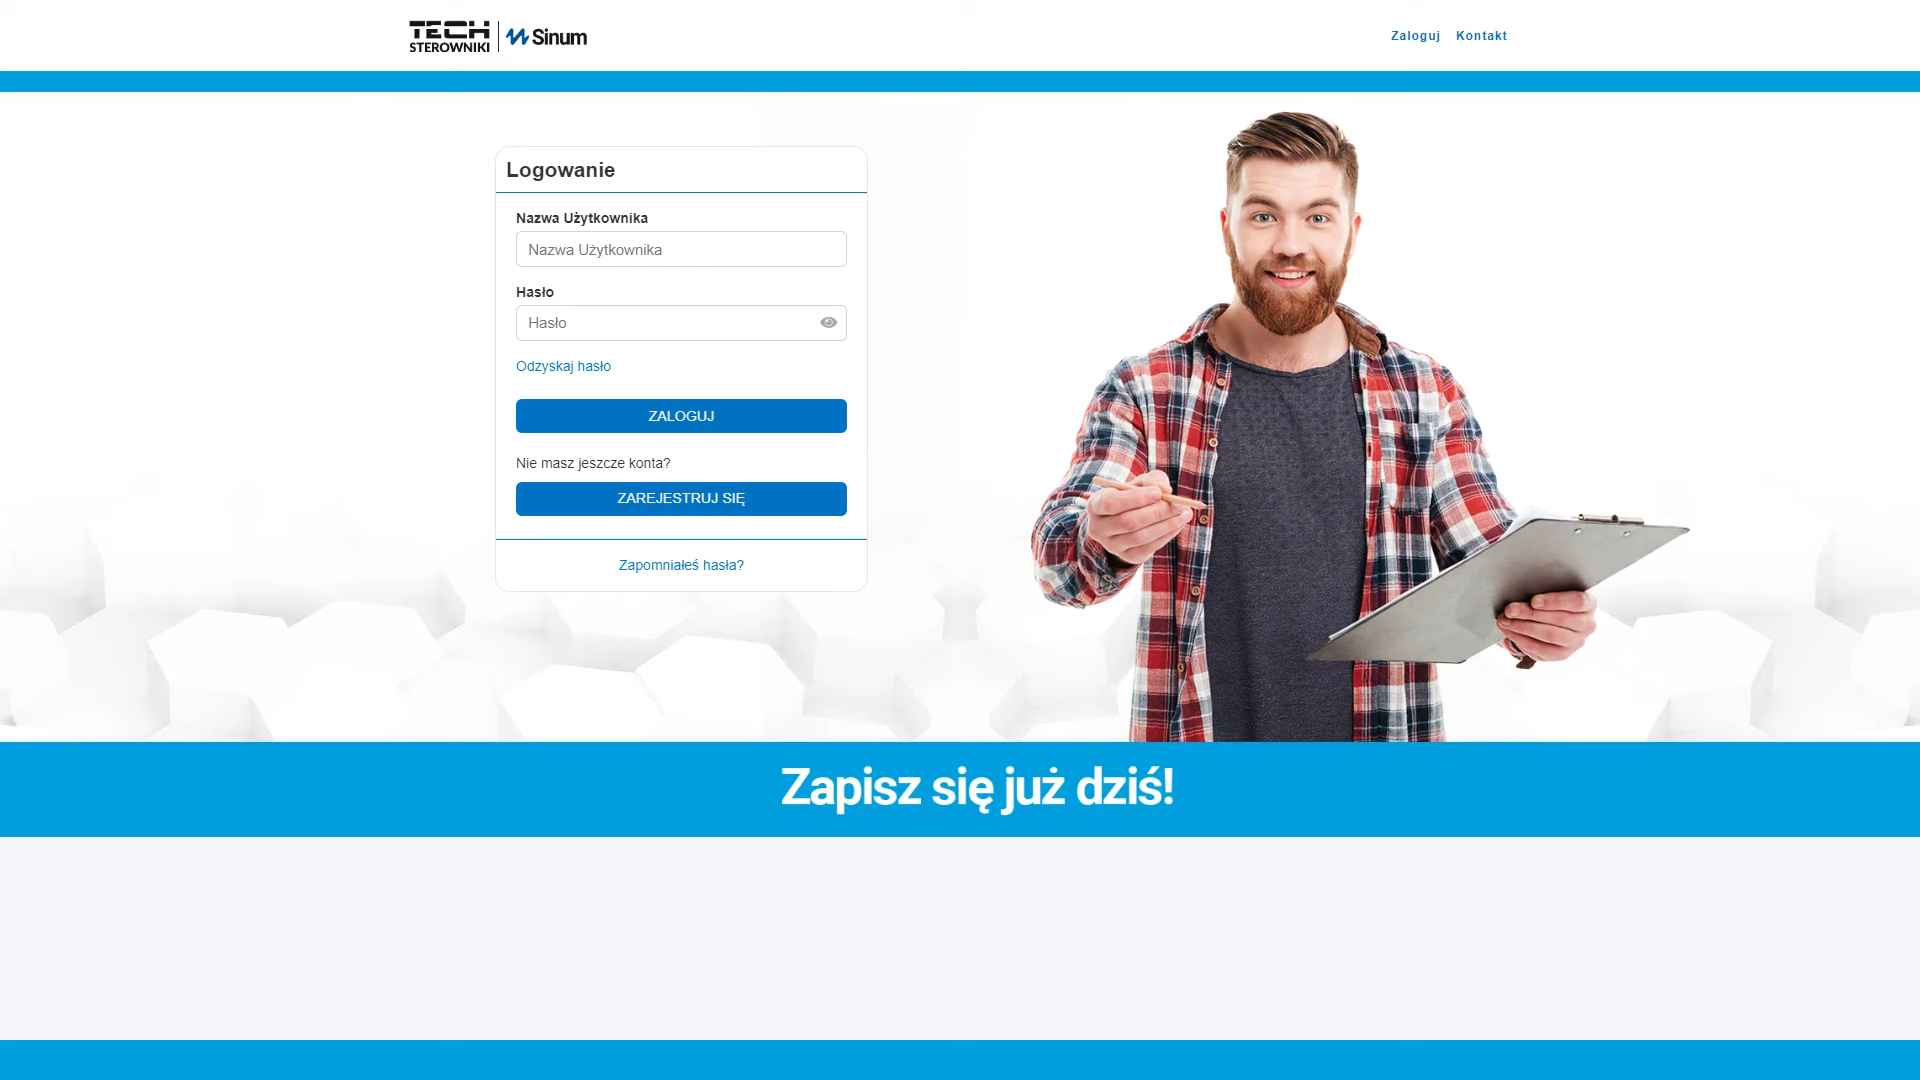 TECH
STEROWNIKI
Sinum
Zaloguj Kontakt
Logowanie
Nazwa Użytkownika
Nazwa Użytkownika
Hasło
Hasło
Odzyskaj hasło
ZALOGUJ
Nie masz jeszcze konta?
ZAREJESTRUJ SIĘ
Zapomniałeś hasła?
Zapisz się już dziś!